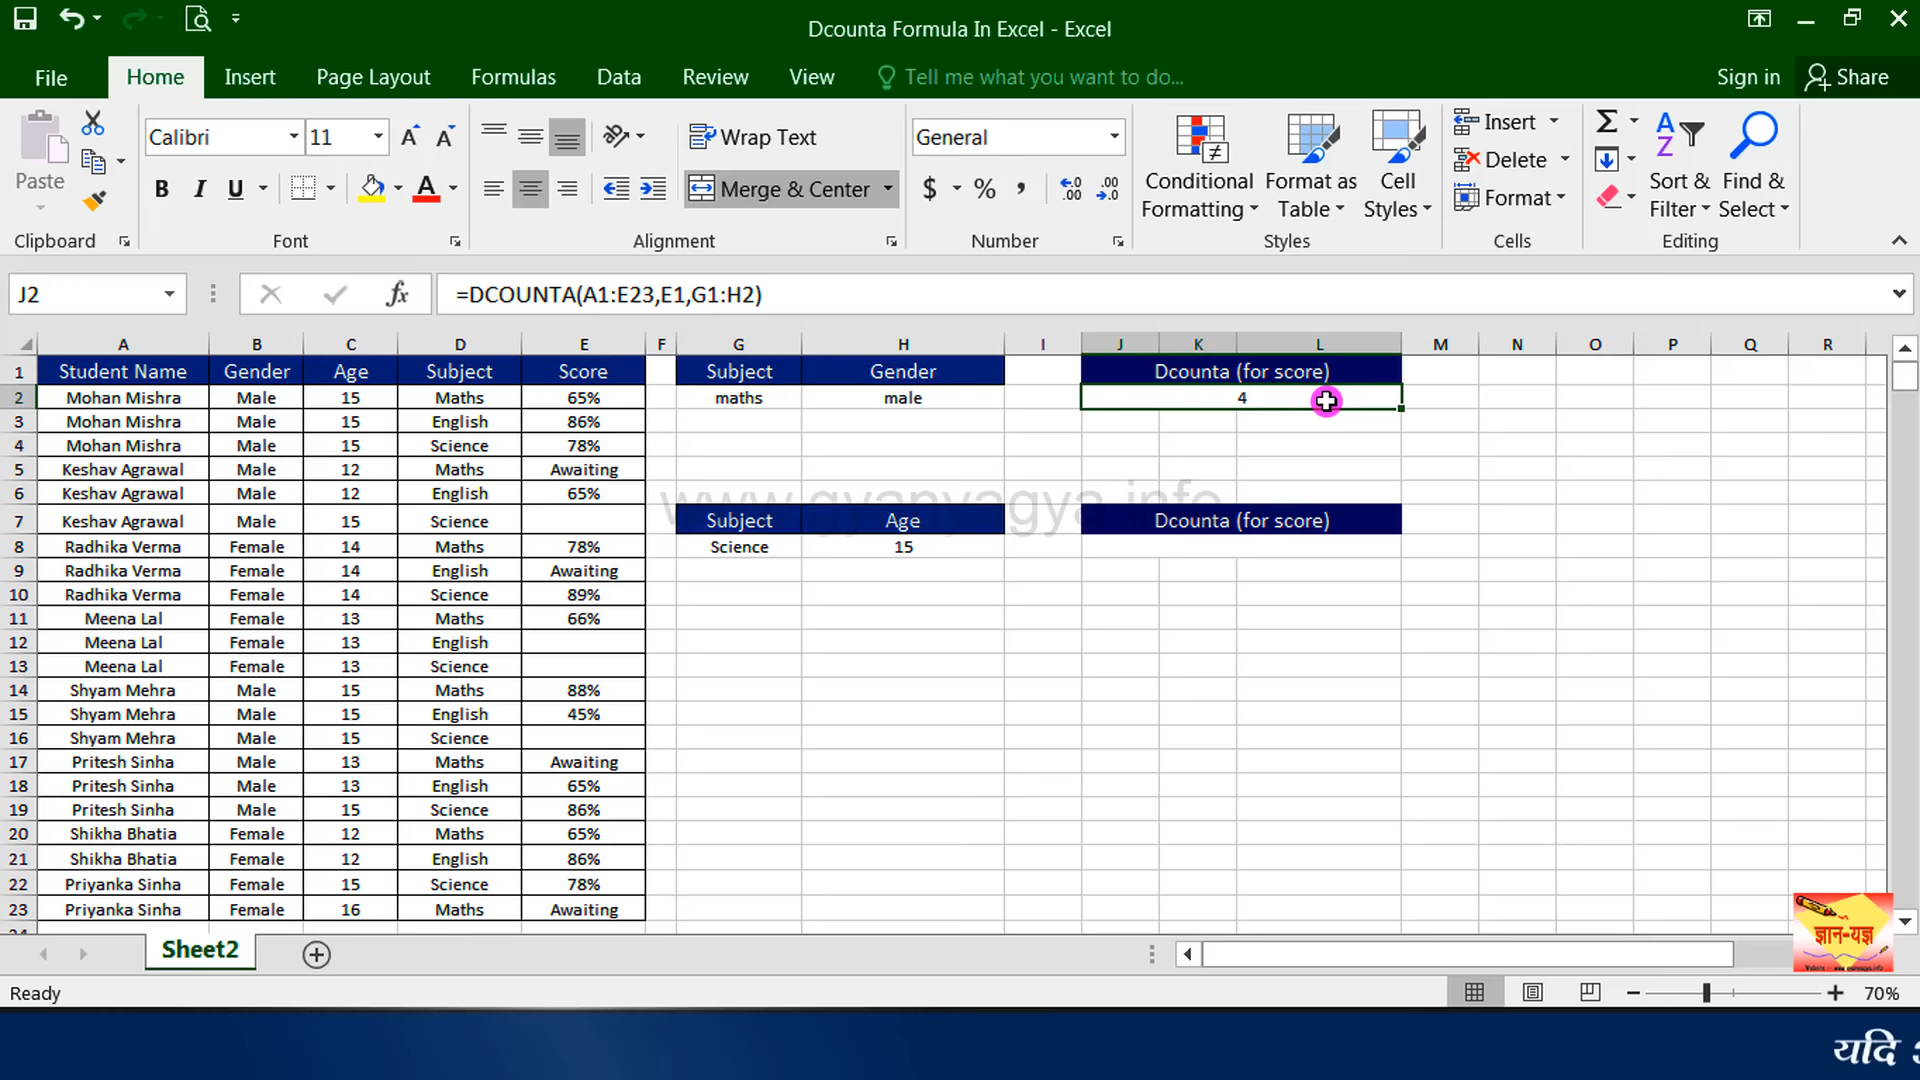 Dcounta Formula In Excel - Excel
File Home Insert Page Layout Formulas Data Review View Tell me what you want to do... Sign in Share
Paste Calibri 11 Wrap Text General Insert
B I U Merge & Center $ % Conditional Formatting Format as Table Cell Styles Delete Format Sort & Filter Find & Select
Clipboard Font Alignment Number Styles Cells Editing
J2 fx =DCOUNTA(A1:E23,E1,G1:H2)
A B C D E F G H I J K L M N O P Q R
1 Student Name Gender Age Subject Score Subject Gender Dcounta (for score)
2 Mohan Mishra Male 15 Maths 65% maths male 4
3 Mohan Mishra Male 15 English 86%
4 Mohan Mishra Male 15 Science 78%
5 Keshav Agrawal Male 12 Maths Awaiting
6 Keshav Agrawal Male 12 English 65%
www.gyanyagya.info
7 Keshav Agrawal Male 15 Science Subject Age Dcounta (for score)
8 Radhika Verma Female 14 Maths 78% Science 15
9 Radhika Verma Female 14 English Awaiting
10 Radhika Verma Female 14 Science 89%
11 Meena Lal Female 13 Maths 66%
12 Meena Lal Female 13 English
13 Meena Lal Female 13 Science
14 Shyam Mehra Male 15 Maths 88%
15 Shyam Mehra Male 15 English 45%
16 Shyam Mehra Male 15 Science
17 Pritesh Sinha Male 13 Maths Awaiting
18 Pritesh Sinha Male 13 English 65%
19 Pritesh Sinha Male 15 Science 86%
20 Shikha Bhatia Female 12 Maths 65%
21 Shikha Bhatia Female 12 English 86%
22 Priyanka Sinha Female 15 Science 78%
23 Priyanka Sinha Female 16 Maths Awaiting
ज्ञान-यज्ञ
Sheet2
Ready 70%
यदि